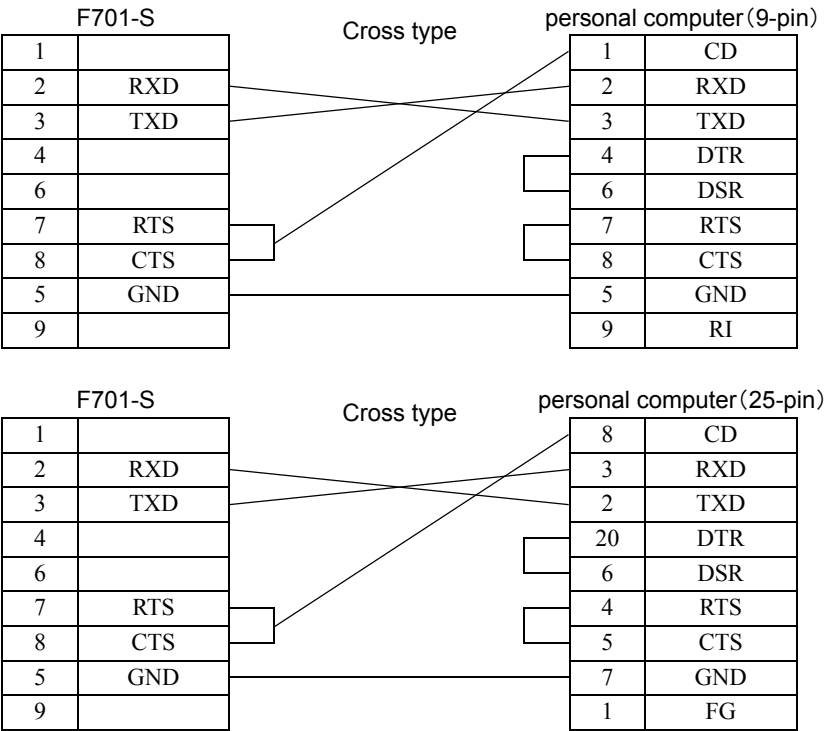 F701-S Cross type personal computer（9-pin）
1 1 CD
2 RXD 2 RXD
3 TXD 3 TXD
4 4 DTR
6 6 DSR
7 RTS 7 RTS
8 CTS 8 CTS
5 GND 5 GND
9 9 RI
F701-S Cross type personal computer（25-pin）
1 8 CD
2 RXD 3 RXD
3 TXD 2 TXD
4 20 DTR
6 6 DSR
7 RTS 4 RTS
8 CTS 5 CTS
5 GND 7 GND
9 1 FG